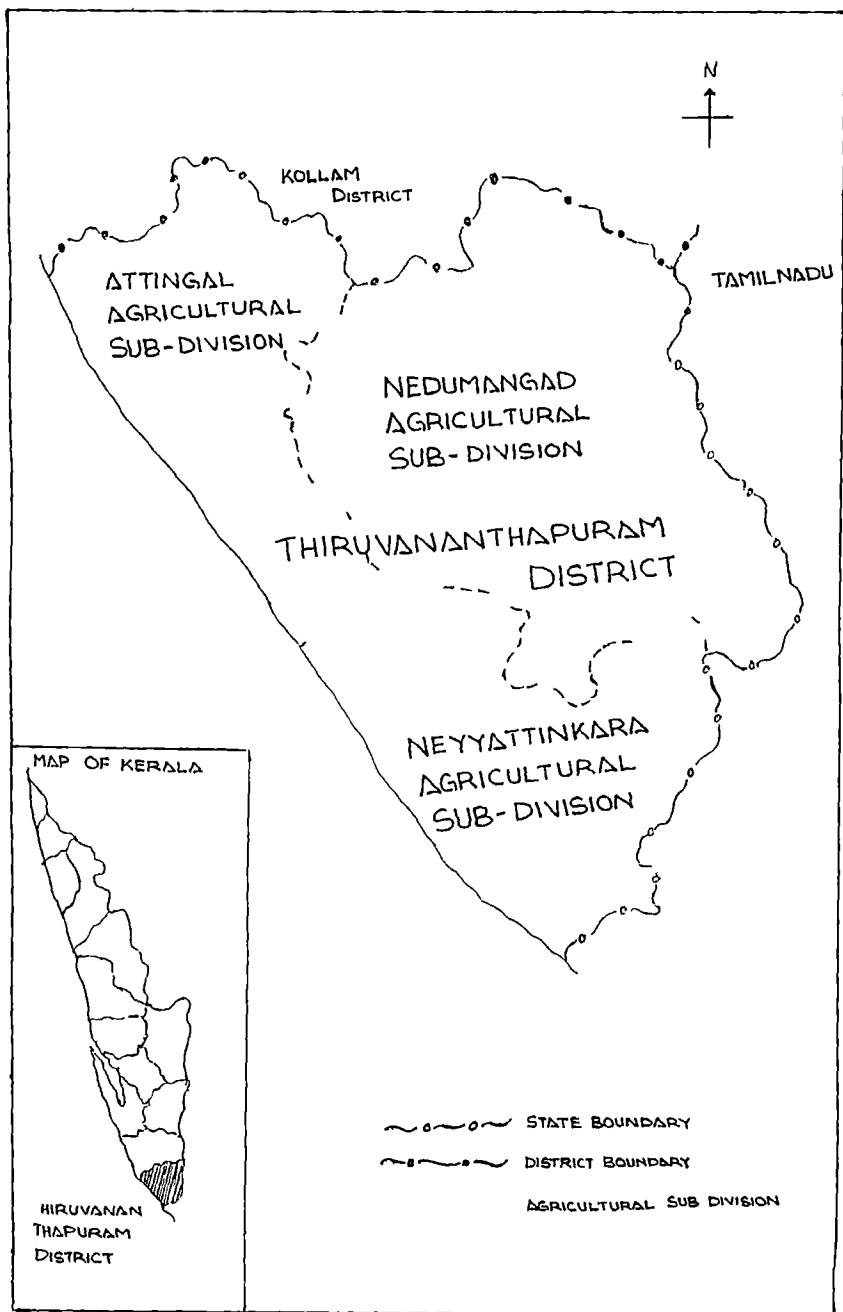 N
KOLLAM
DISTRICT
TAMILNADU
ATTINGAL
AGRICULTURAL
SUB-DIVISION
NEDUMANGAD
AGRICULTURAL
SUB-DIVISION
THIRUVANANTHAPURAM
DISTRICT
NEYYATTINKARA
AGRICULTURAL
SUB-DIVISION
MAP OF KERALA
HIRUVANAN
THAPURAM
DISTRICT
STATE BOUNDARY
DISTRICT BOUNDARY
AGRICULTURAL SUB DIVISION